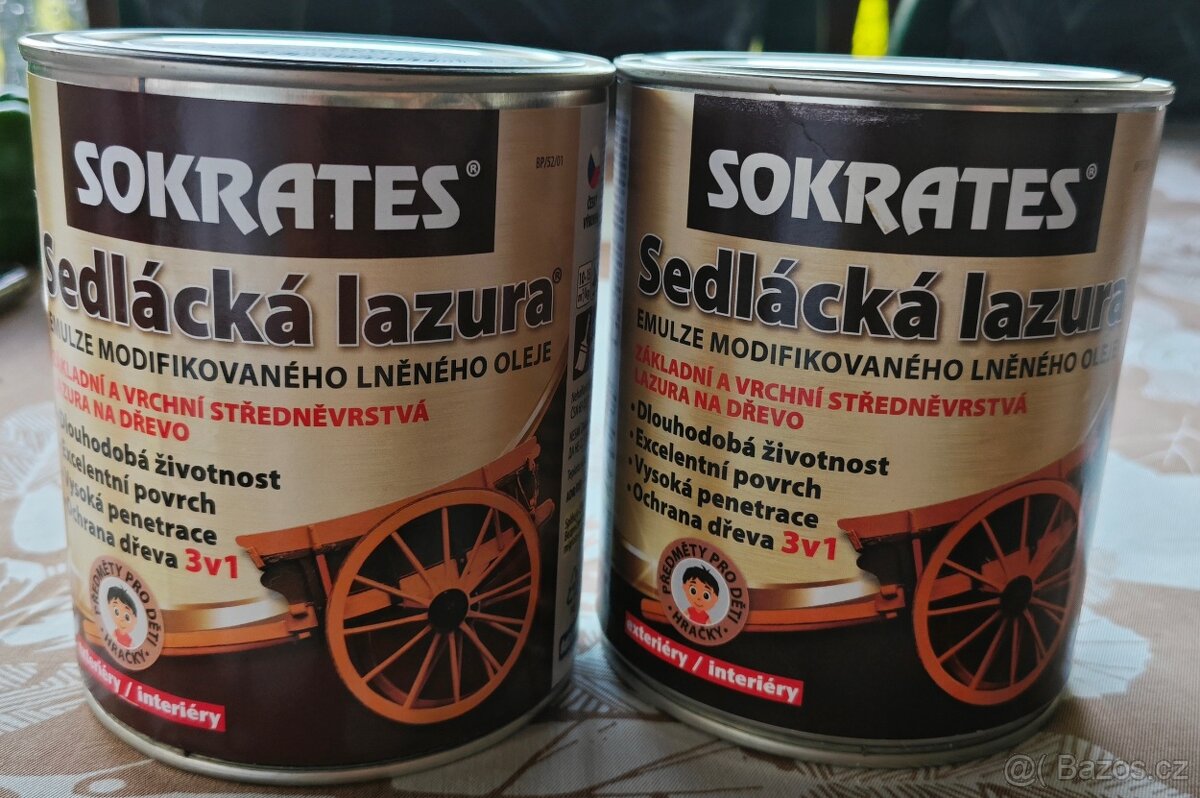 SOKRATES®
BP/52/01
Sedlácká lazura®
EMULZE MODIFIKOVANÉHO LNĚNÉHO OLEJE
ZÁKLADNÍ A VRCHNÍ STŘEDNĚVRSTVÁ
LAZURA NA DŘEVO
Dlouhodobá životnost
Excelentní povrch
Vysoká penetrace
Ochrana dřeva 3v1
PŘEDMĚTY PRO DĚTI
HRAČKY
exteriéry / interiéry
SOKRATES®
Sedlácká lazura
EMULZE MODIFIKOVANÉHO LNĚNÉHO OLEJE
ZÁKLADNÍ A VRCHNÍ STŘEDNĚVRSTVÁ
LAZURA NA DŘEVO
• Dlouhodobá životnost
• Excelentní povrch
• Vysoká penetrace
• Ochrana dřeva 3v1
PŘEDMĚTY PRO DĚTI
HRAČKY
exteriéry / interiéry
@( Bazos.cz